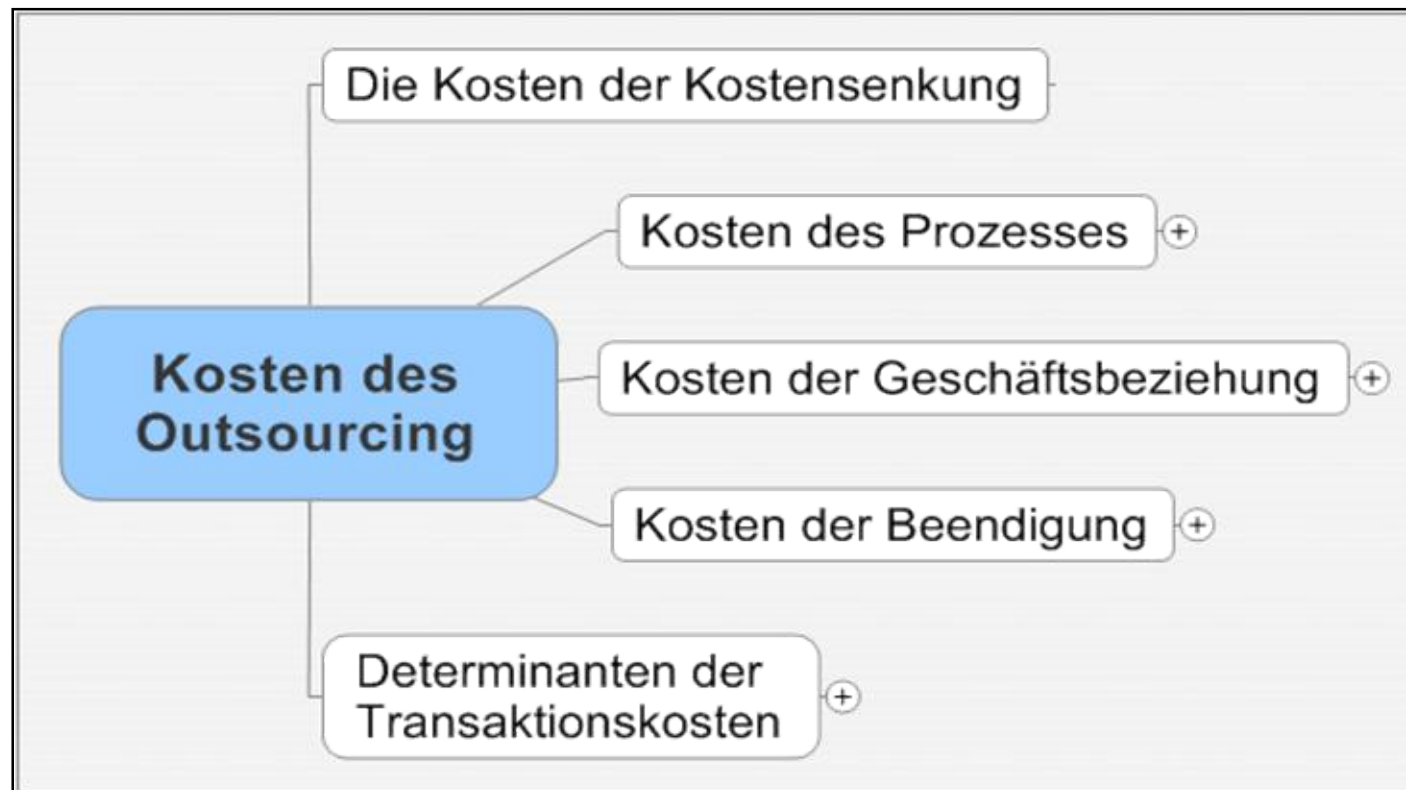 Die Kosten der Kostensenkung
Kosten des Prozesses
Kosten des
Outsourcing
Kosten der Geschäftsbeziehung
Kosten der Beendigung
Determinanten der
Transaktionskosten